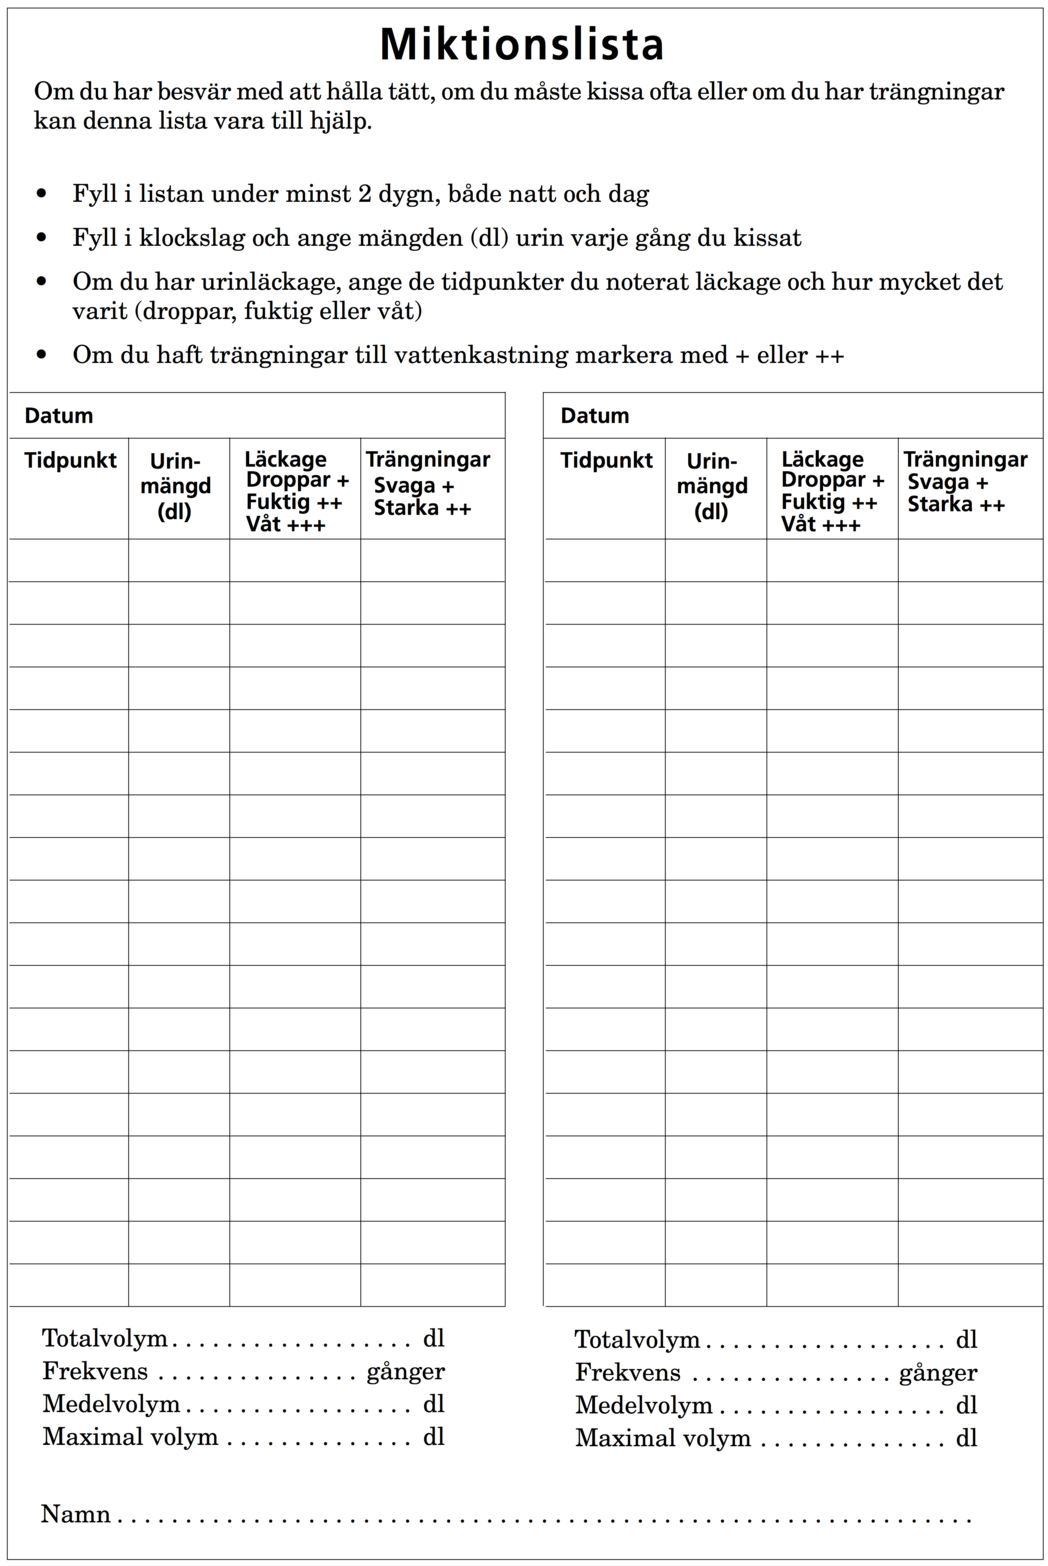 Miktionslista
Om du har besvär med att hålla tätt, om du måste kissa ofta eller om du har trängningar
kan denna lista vara till hjälp.
• Fyll i listan under minst 2 dygn, både natt och dag
• Fyll i klockslag och ange mängden (dl) urin varje gång du kissat
• Om du har urinläckage, ange de tidpunkter du noterat läckage och hur mycket det
varit (droppar, fuktig eller våt)
• Om du haft trängningar till vattenkastning markera med + eller ++
Datum
Tidpunkt
Urin-
mängd
(dl)
Läckage
Droppar +
Fuktig ++
Våt +++
Trängningar
Svaga +
Starka ++
Totalvolym . . . . . . . . . . . . . . . . . . dl
Frekvens . . . . . . . . . . . . . . . gånger
Medelvolym . . . . . . . . . . . . . . . . . dl
Maximal volym . . . . . . . . . . . . . . dl
Datum
Tidpunkt
Urin-
mängd
(dl)
Läckage
Droppar +
Fuktig ++
Våt +++
Trängningar
Svaga +
Starka ++
Totalvolym . . . . . . . . . . . . . . . . . . dl
Frekvens . . . . . . . . . . . . . . . gånger
Medelvolym . . . . . . . . . . . . . . . . . dl
Maximal volym . . . . . . . . . . . . . . dl
Namn . . . . . . . . . . . . . . . . . . . . . . . . . . . . . . . . . . . . . . . . . . . . . . . . . . . . . . . . . . . . . . .